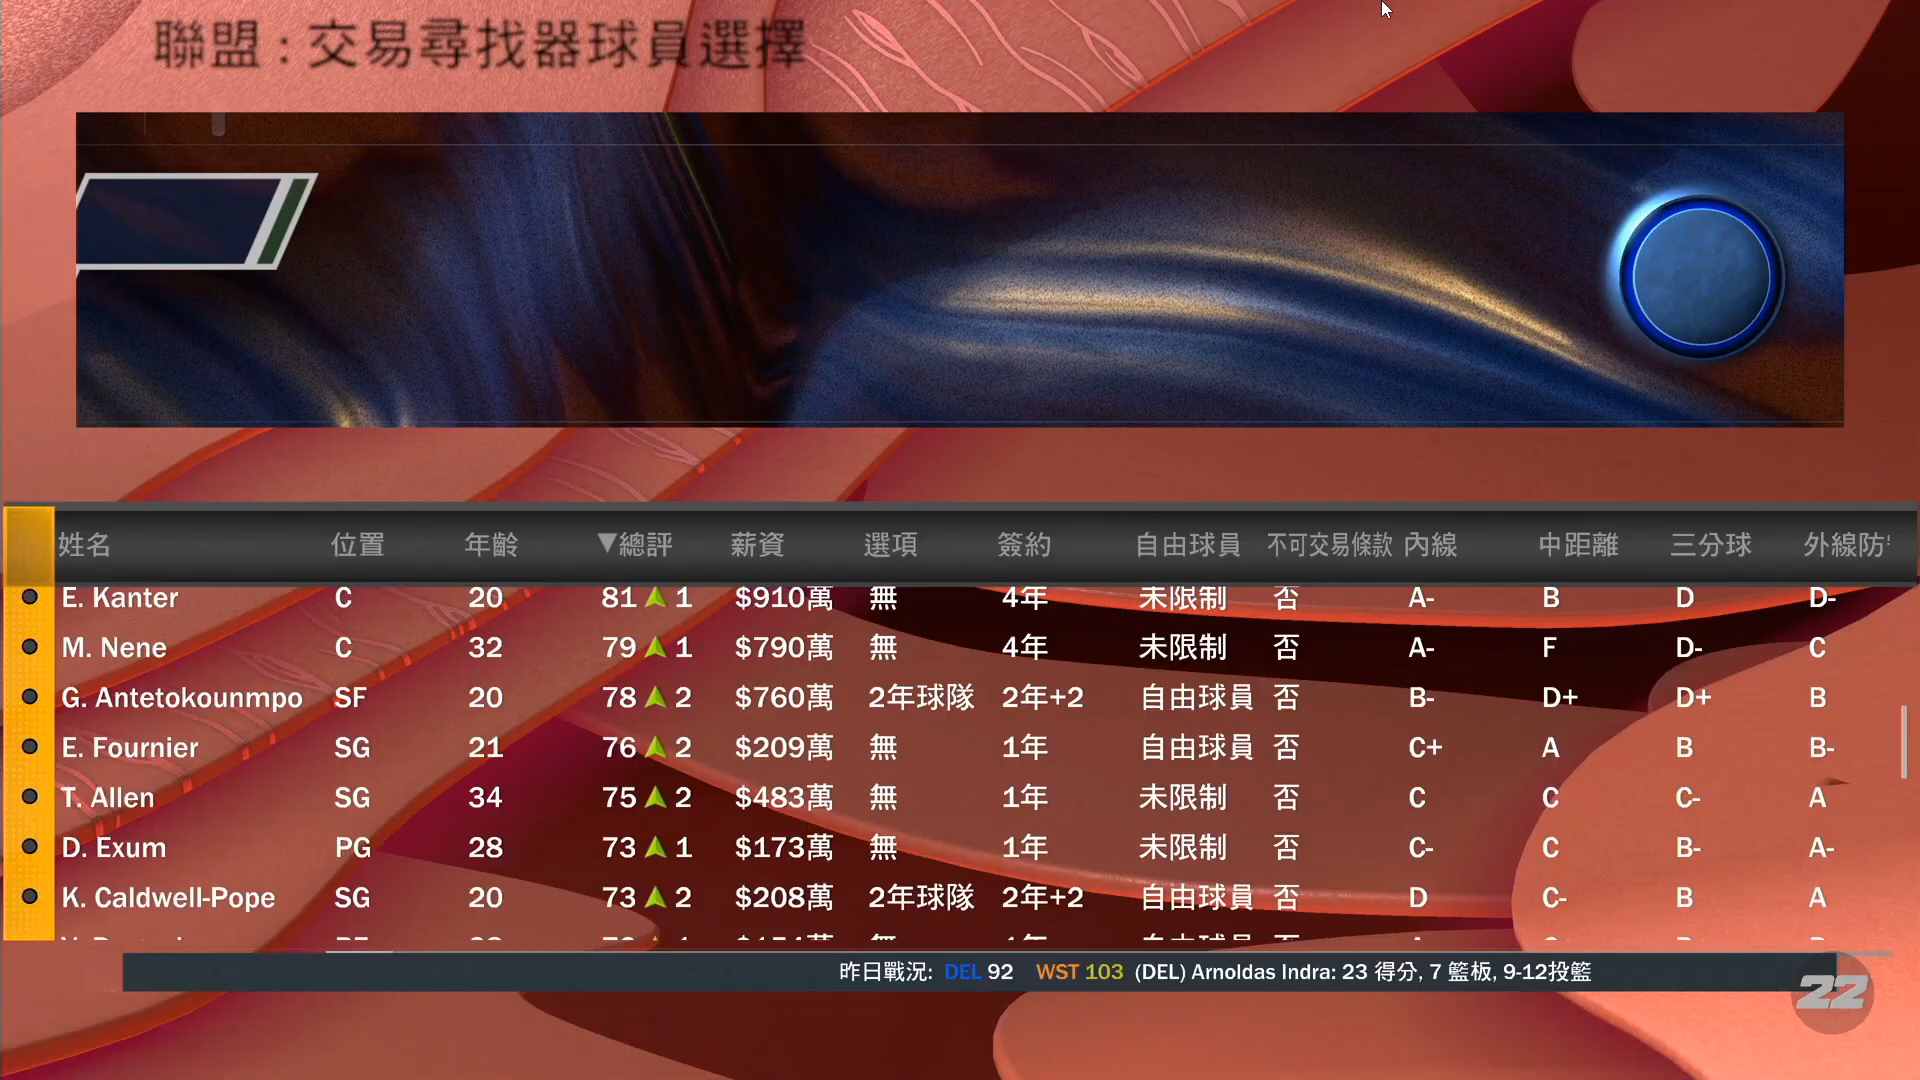 聯盟 : 交易尋找器球員選擇
姓名 位置 年齡 ▼總評 薪資 選項 簽約 自由球員 不可交易條款 內線 中距離 三分球 外線防
E. Kanter C 20 81 1 $910萬 無 4年 未限制 否 A- B D D-
M. Nene C 32 79 1 $790萬 無 4年 未限制 否 A- F D- C
G. Antetokounmpo SF 20 78 2 $760萬 2年球隊 2年+2 自由球員 否 B- D+ D+ B
E. Fournier SG 21 76 2 $209萬 無 1年 自由球員 否 C+ A B B-
T. Allen SG 34 75 2 $483萬 無 1年 未限制 否 C C C- A
D. Exum PG 28 73 1 $173萬 無 1年 未限制 否 C- C B- A-
K. Caldwell-Pope SG 20 73 2 $208萬 2年球隊 2年+2 自由球員 否 D C- B A
昨日戰況: DEL 92 WST 103 (DEL) Arnoldas Indra: 23 得分, 7 籃板, 9-12投籃
22